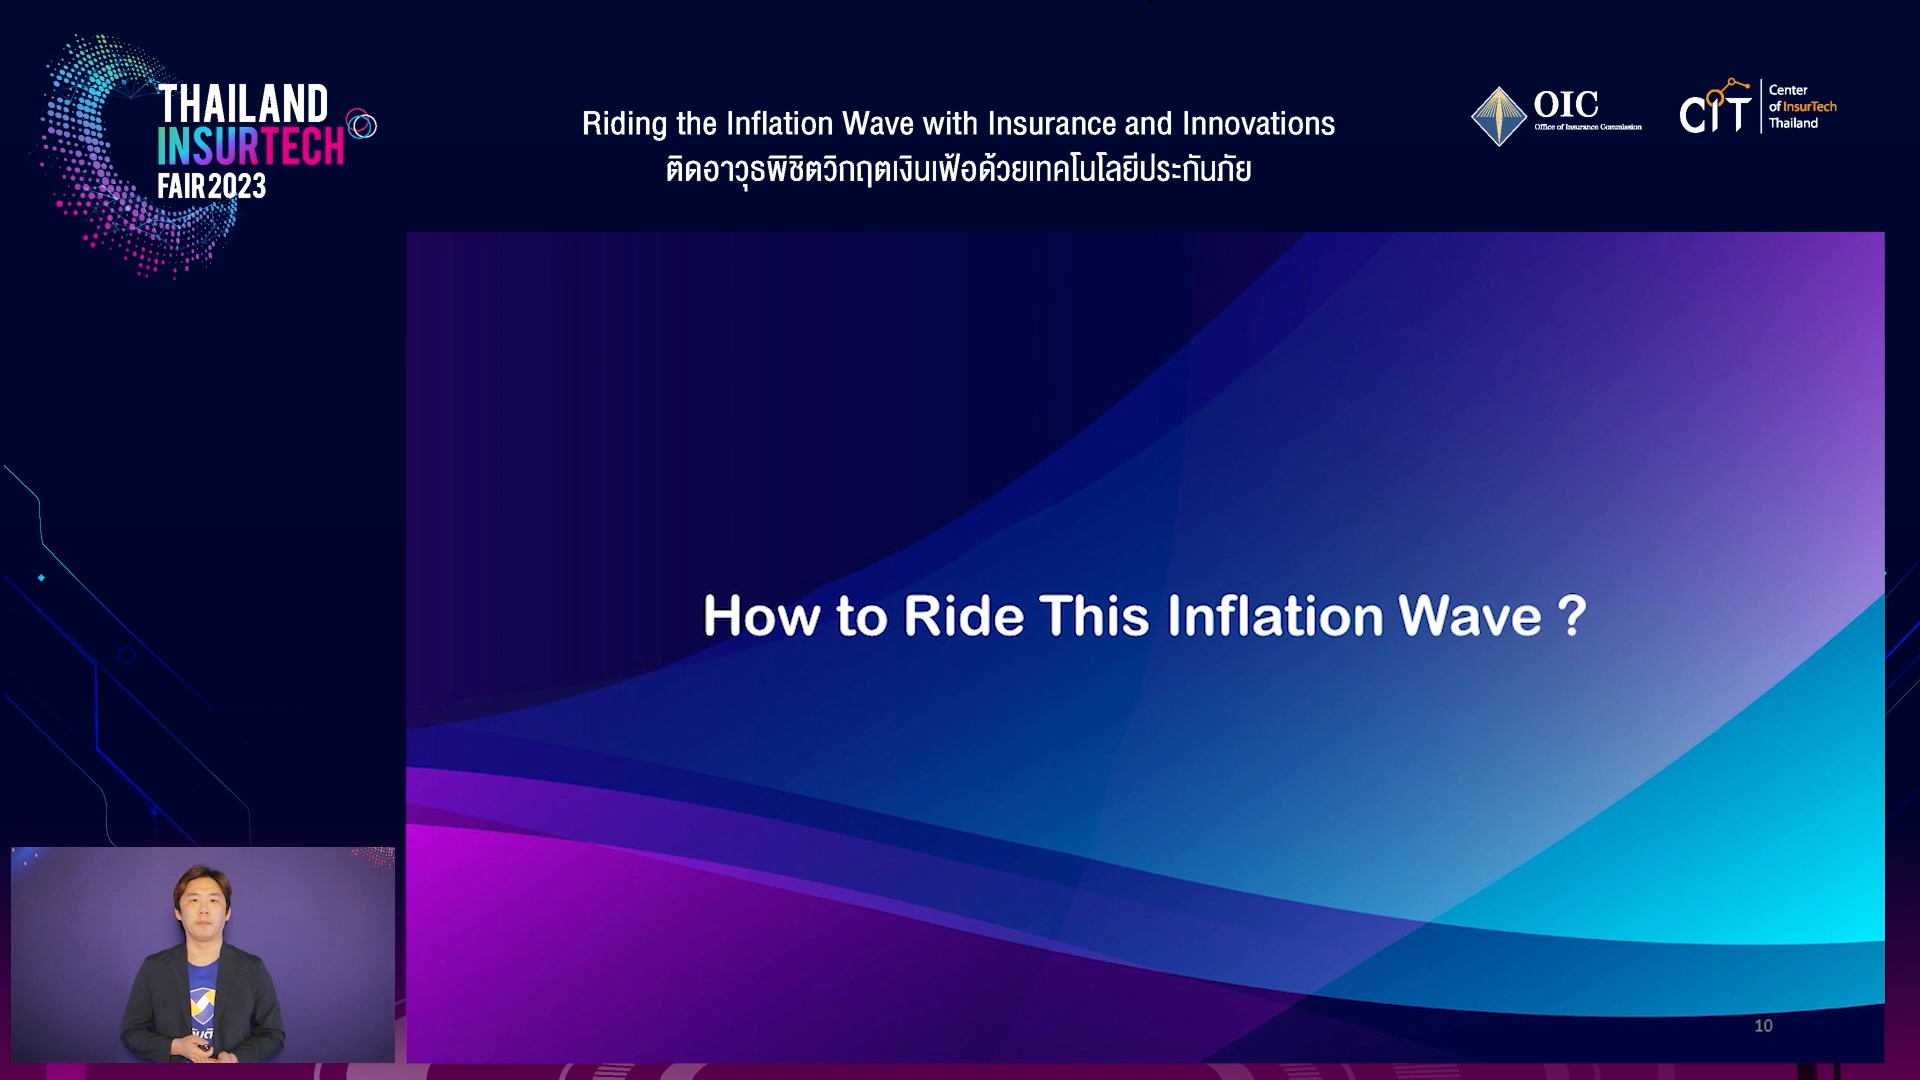 THAILAND
INSURTECH
FAIR 2023
Riding the Inflation Wave with Insurance and Innovations
ติดอาวุธพิชิตวิกฤตเงินเฟ้อด้วยเทคโนโลยีประกันภัย
OIC
Office of Insurance Commission
CIT
Center
of InsurTech
Thailand
How to Ride This Inflation Wave ?
10